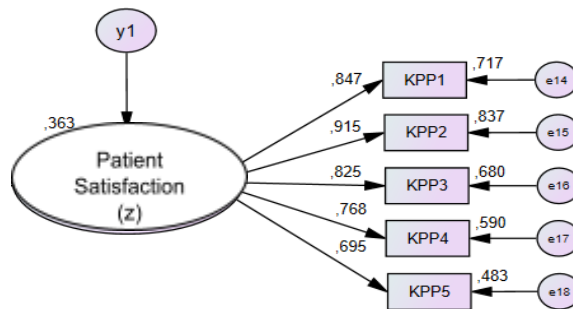 y1
,363
Patient
Satisfaction
(z)
,847
KPP1
,717
e14
,915
KPP2
,837
e15
,825
KPP3
,680
e16
,768
KPP4
,590
e17
,695
KPP5
,483
e18